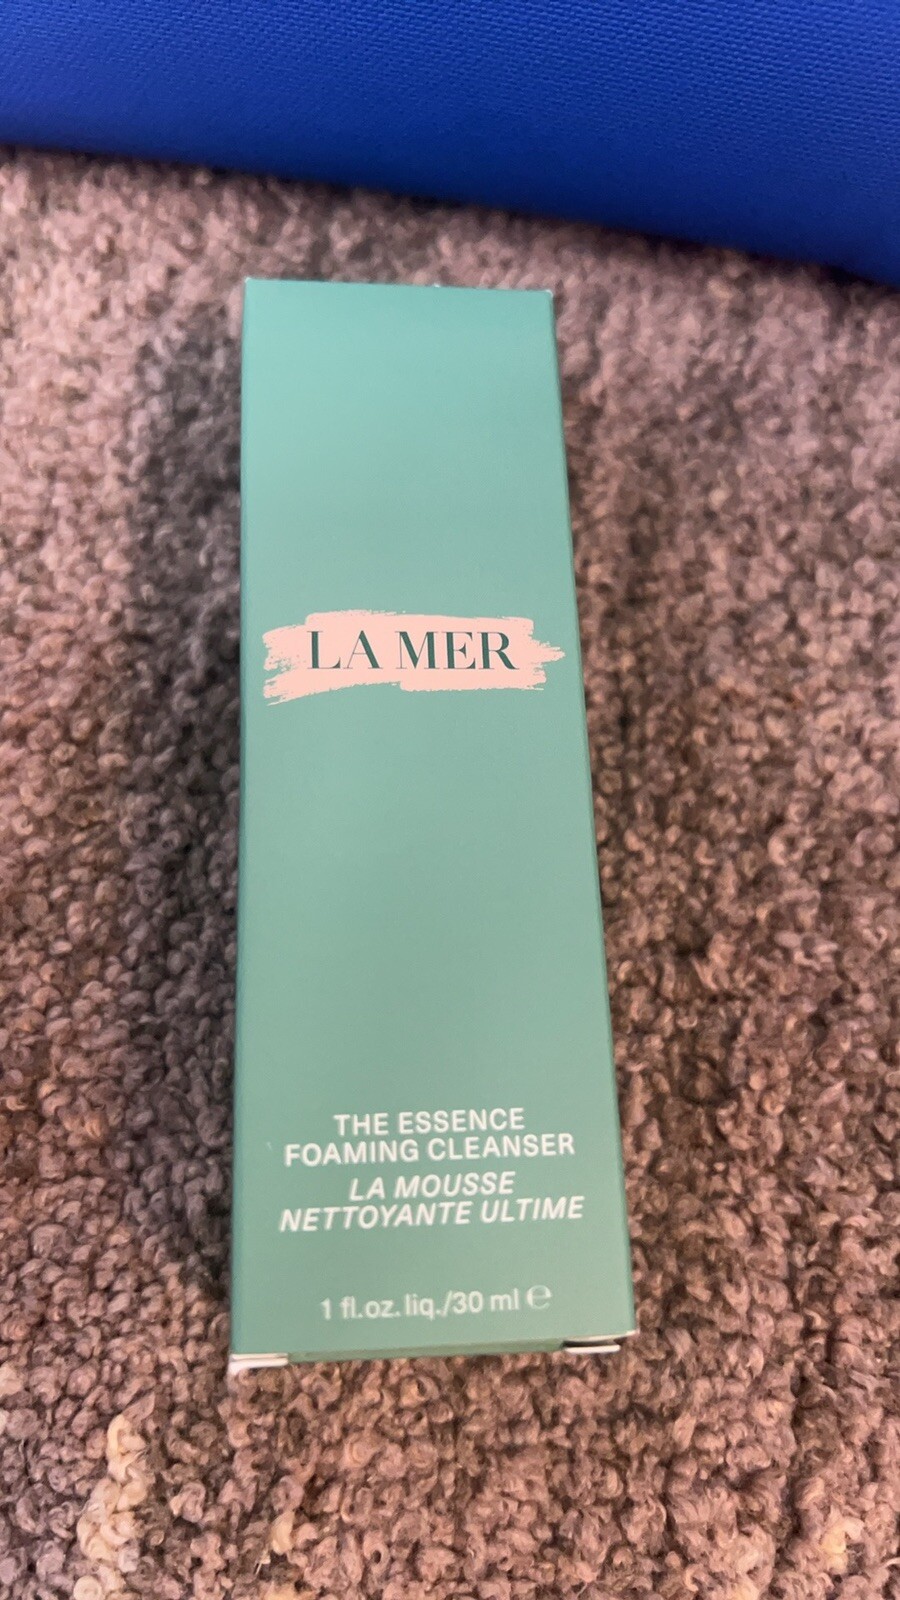 LA MER
THE ESSENCE
FOAMING CLEANSER
LA MOUSSE
NETTOYANTE ULTIME
1 fl.oz.liq./30 ml ℮